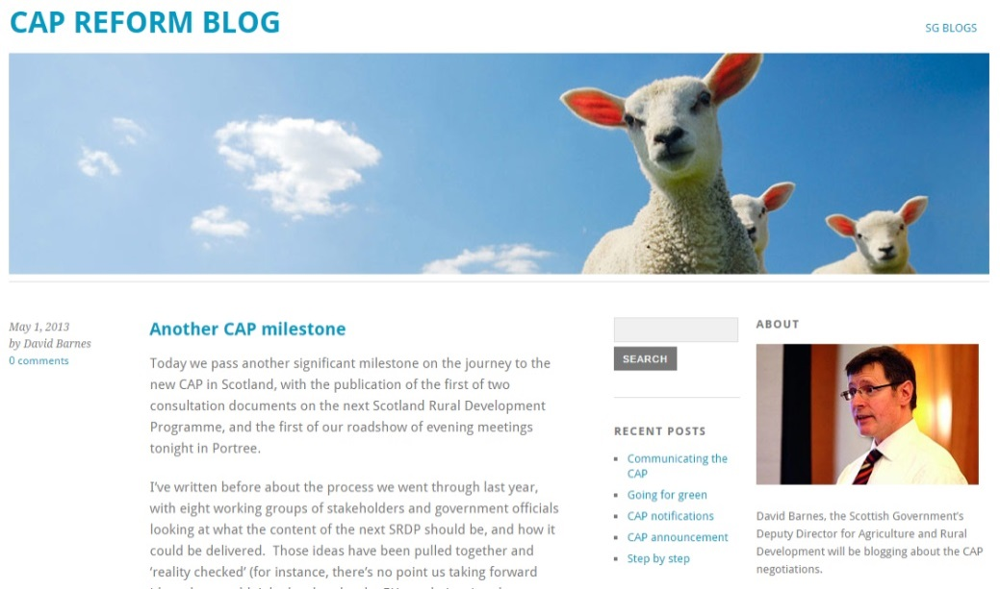 CAP REFORM BLOG
SG BLOGS
May 1, 2013
by David Barnes
0 comments
Another CAP milestone
Today we pass another significant milestone on the journey to the
new CAP in Scotland, with the publication of the first of two
consultation documents on the next Scotland Rural Development
Programme, and the first of our roadshow of evening meetings
tonight in Portree.
I've written before about the process we went through last year,
with eight working groups of stakeholders and government officials
looking at what the content of the next SRDP should be, and how it
could be delivered.  Those ideas have been pulled together and
'reality checked' (for instance, there's no point us taking forward
SEARCH
RECENT POSTS
Communicating the
CAP
Going for green
CAP notifications
CAP announcement
Step by step
ABOUT
David Barnes, the Scottish Government's
Deputy Director for Agriculture and Rural
Development will be blogging about the CAP
negotiations.